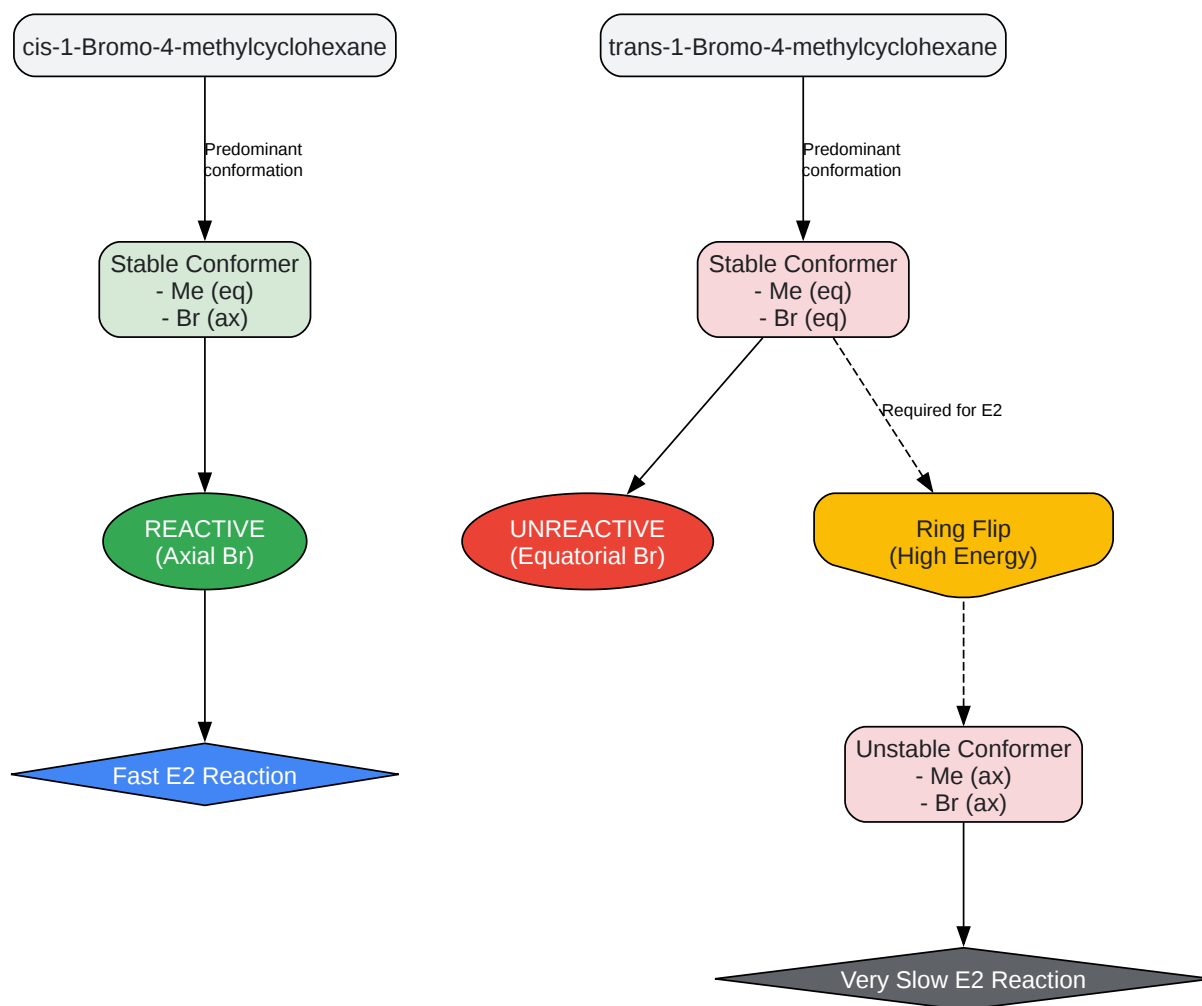 cis-1-Bromo-4-methylcyclohexane
Predominant
conformation
Stable Conformer
- Me (eq)
- Br (ax)
REACTIVE
(Axial Br)
Fast E2 Reaction
trans-1-Bromo-4-methylcyclohexane
Predominant
conformation
Stable Conformer
- Me (eq)
- Br (eq)
Required for E2
UNREACTIVE
(Equatorial Br)
Ring Flip
(High Energy)
Unstable Conformer
- Me (ax)
- Br (ax)
Very Slow E2 Reaction